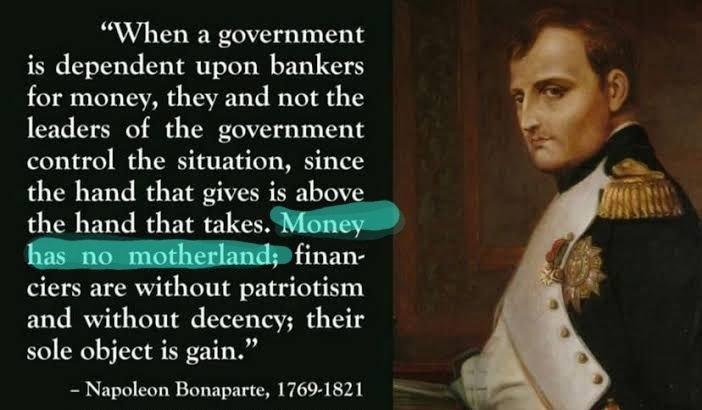 “When a government
is dependent upon bankers
for money, they and not the
leaders of the government
control the situation, since
the hand that gives is above
the hand that takes. Money
has no motherland; finan-
ciers are without patriotism
and without decency; their
sole object is gain.”
– Napoleon Bonaparte, 1769-1821